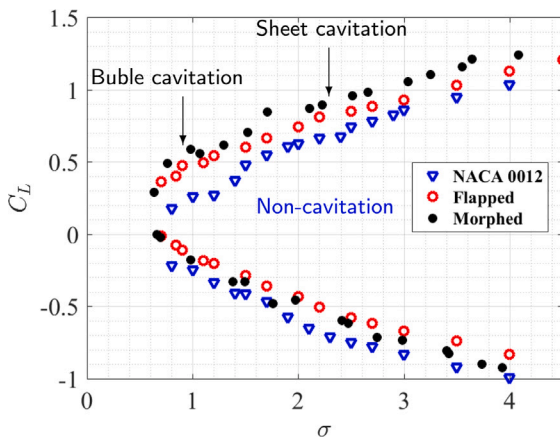 Sheet cavitation
Buble cavitation
Non-cavitation
NACA 0012
Flapped
Morphed
C_L
1.5
1
0.5
0
-0.5
-1
0 1 2 3 4
σ